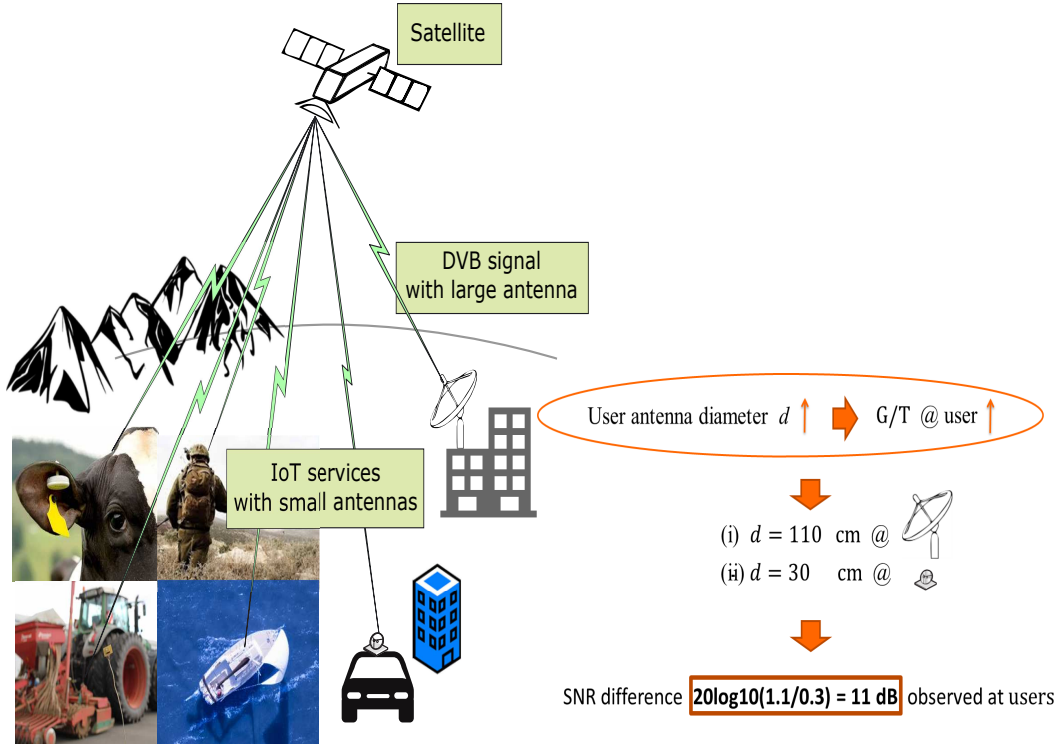 Satellite
DVB signal
with large antenna
IoT services
with small antennas
User antenna diameter d ↑ G/T @ user ↑
(i) d = 110 cm @
(ii) d = 30 cm @
SNR difference 20log10(1.1/0.3) = 11 dB observed at users